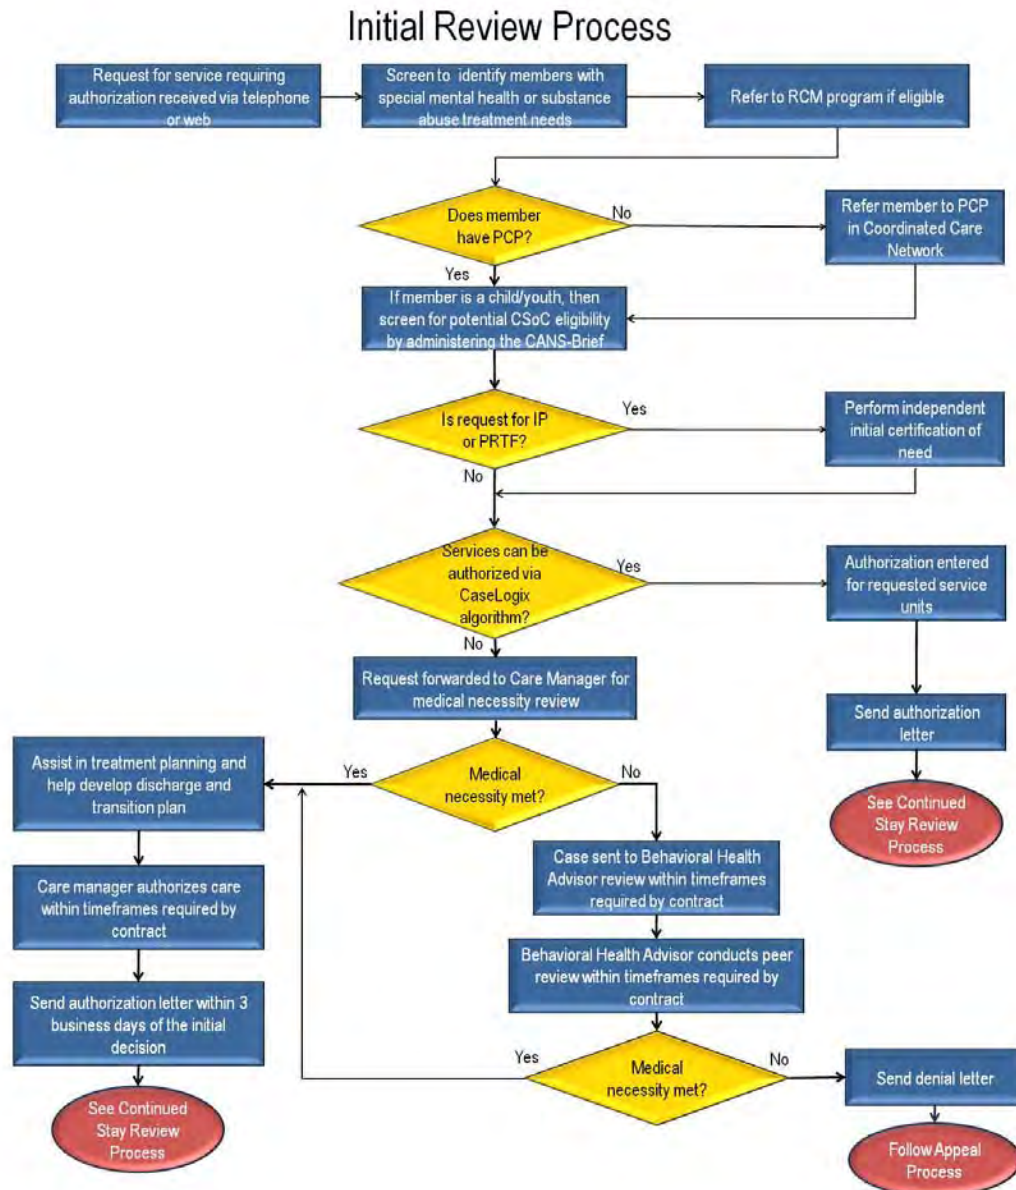 Initial Review Process
Request for service requiring
authorization received via telephone
or web
Screen to identify members with
special mental health or substance
abuse treatment needs
Refer to RCM program if eligible
Does member
have PCP?
No
Refer member to PCP
in Coordinated Care
Network
Yes
If member is a child/youth, then
screen for potential CSoC eligibility
by administering the CANS-Brief
Is request for IP
or PRTF?
Yes
Perform independent
initial certification of
need
No
Services can be
authorized via
CaseLogix
algorithm?
Yes
Authorization entered
for requested service
units
No
Request forwarded to Care Manager for
medical necessity review
Send authorization
letter
See Continued
Stay Review
Process
Medical
necessity met?
Yes
No
Assist in treatment planning and
help develop discharge and
transition plan
Care manager authorizes care
within timeframes required by
contract
Send authorization letter within 3
business days of the initial
decision
See Continued
Stay Review
Process
Case sent to Behavioral Health
Advisor review within timeframes
required by contract
Behavioral Health Advisor conducts peer
review within timeframes required by
contract
Medical
necessity met?
Yes
No
Send denial letter
Follow Appeal
Process